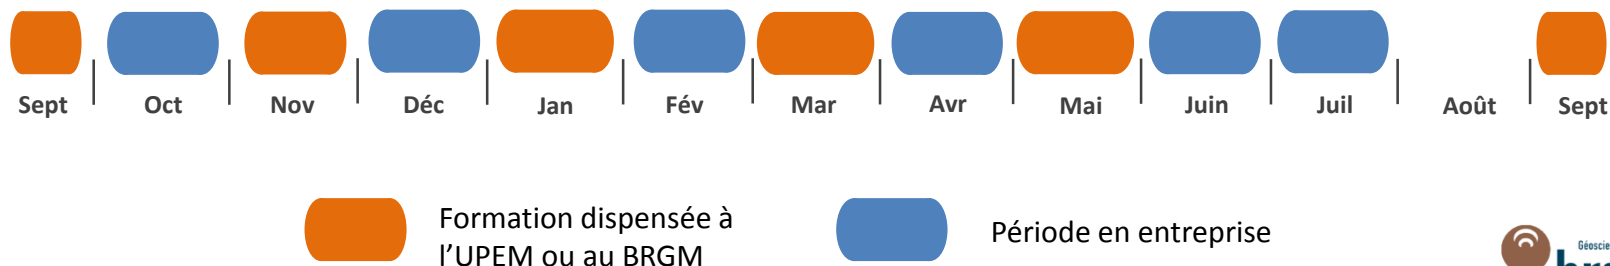 Sept Oct Nov Déc Jan Fév Mar Avr Mai Juin Juil Août Sept
Formation dispensée à
l'UPEM ou au BRGM
Période en entreprise